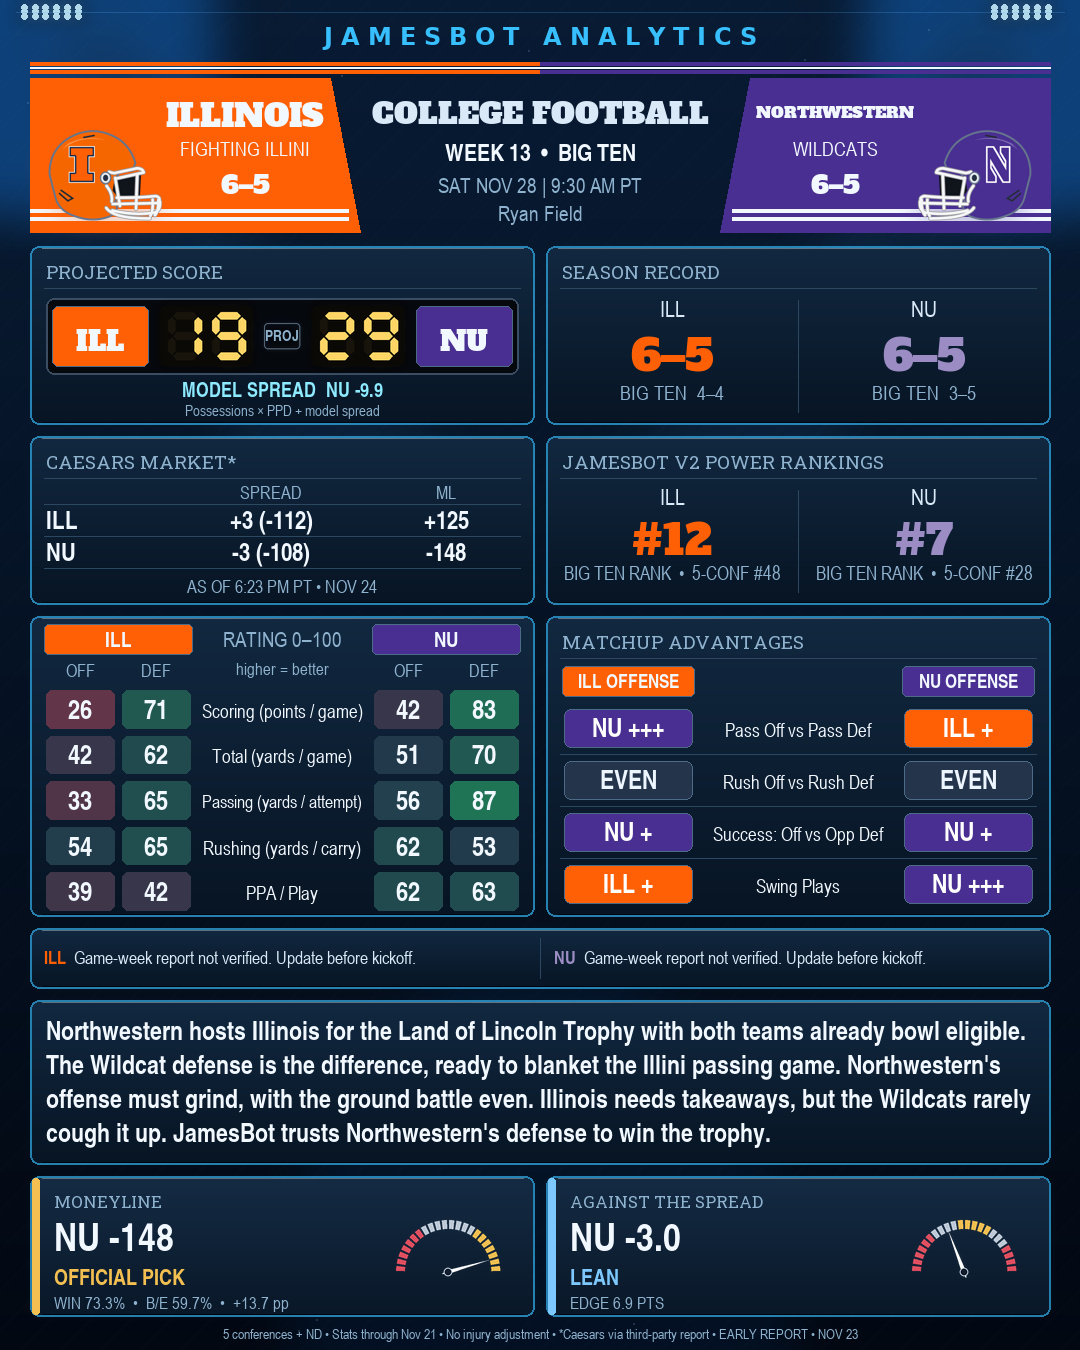 JAMESBOT ANALYTICS
ILLINOIS
FIGHTING ILLINI
6–5
COLLEGE FOOTBALL
WEEK 13 • BIG TEN
SAT NOV 28 | 9:30 AM PT
Ryan Field
NORTHWESTERN
WILDCATS
6–5
I
N
PROJECTED SCORE
ILL 19 PROJ 29 NU
MODEL SPREAD NU -9.9
Possessions × PPD + model spread
SEASON RECORD
ILL NU
6–5 6–5
BIG TEN 4–4 BIG TEN 3–5
CAESARS MARKET*
SPREAD ML
ILL +3 (-112) +125
NU -3 (-108) -148
AS OF 6:23 PM PT • NOV 24
JAMESBOT V2 POWER RANKINGS
ILL NU
#12 #7
BIG TEN RANK • 5-CONF #48 BIG TEN RANK • 5-CONF #28
ILL RATING 0–100 NU
OFF DEF higher = better OFF DEF
26 71 Scoring (points / game) 42 83
42 62 Total (yards / game) 51 70
33 65 Passing (yards / attempt) 56 87
54 65 Rushing (yards / carry) 62 53
39 42 PPA / Play 62 63
MATCHUP ADVANTAGES
ILL OFFENSE NU OFFENSE
NU +++ Pass Off vs Pass Def ILL +
EVEN Rush Off vs Rush Def EVEN
NU + Success: Off vs Opp Def NU +
ILL + Swing Plays NU +++
ILL Game-week report not verified. Update before kickoff.
NU Game-week report not verified. Update before kickoff.
Northwestern hosts Illinois for the Land of Lincoln Trophy with both teams already bowl eligible.
The Wildcat defense is the difference, ready to blanket the Illini passing game. Northwestern's
offense must grind, with the ground battle even. Illinois needs takeaways, but the Wildcats rarely
cough it up. JamesBot trusts Northwestern's defense to win the trophy.
MONEYLINE
NU -148
OFFICIAL PICK
WIN 73.3% • B/E 59.7% • +13.7 pp
AGAINST THE SPREAD
NU -3.0
LEAN
EDGE 6.9 PTS
5 conferences + ND • Stats through Nov 21 • No injury adjustment • *Caesars via third-party report • EARLY REPORT • NOV 23